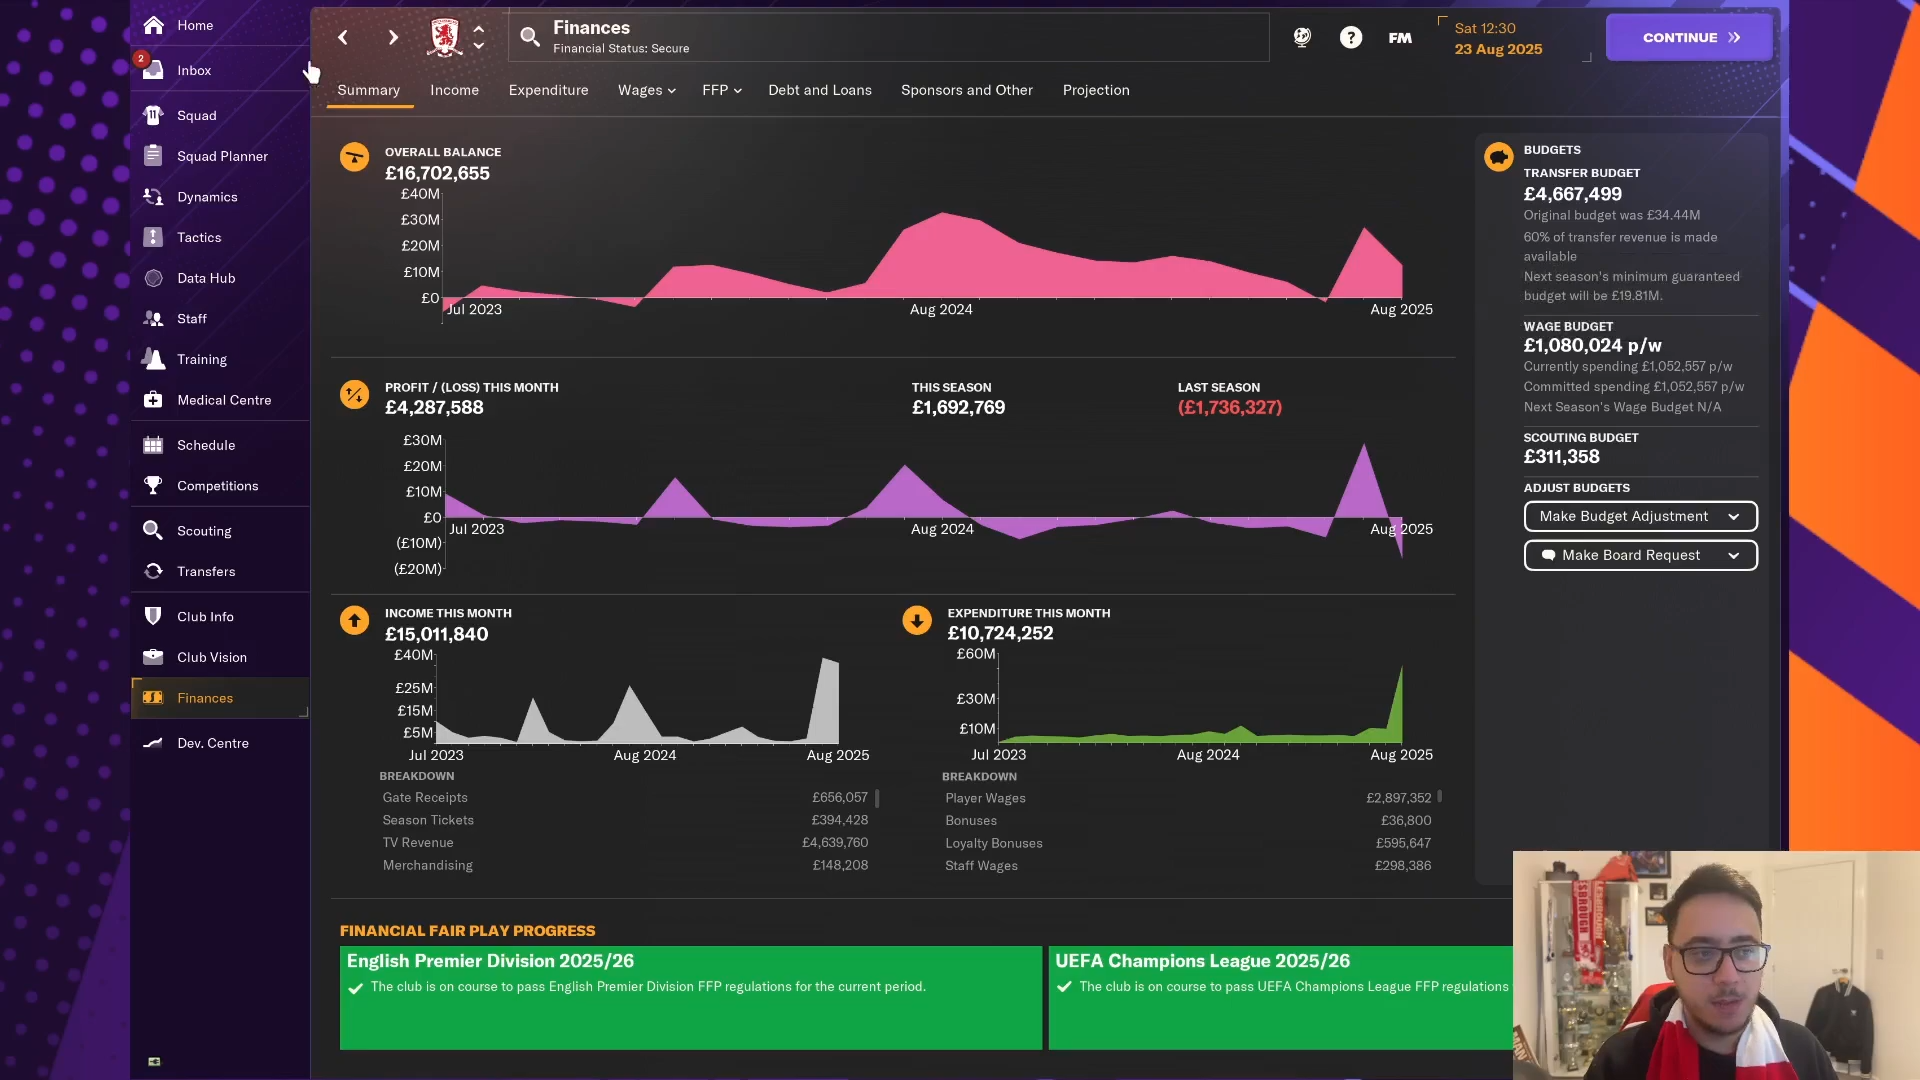 Home
2
Inbox
Squad
Squad Planner
Dynamics
Tactics
Data Hub
Staff
Training
Medical Centre
Schedule
Competitions
Scouting
Transfers
Club Info
Club Vision
Finances
Dev. Centre
Finances
Financial Status: Secure
?
FM
Sat 12:30
23 Aug 2025
CONTINUE
Summary
Income
Expenditure
Wages
FFP
Debt and Loans
Sponsors and Other
Projection
OVERALL BALANCE
£16,702,655
£40M
£30M
£20M
£10M
£0
Jul 2023
Aug 2024
Aug 2025
PROFIT / (LOSS) THIS MONTH
£4,287,588
THIS SEASON
£1,692,769
LAST SEASON
(£1,736,327)
£30M
£20M
£10M
£0
(£10M)
(£20M)
Jul 2023
Aug 2024
Aug 2025
INCOME THIS MONTH
£15,011,840
£40M
£25M
£15M
£5M
Jul 2023
Aug 2024
Aug 2025
BREAKDOWN
Gate Receipts £656,057
Season Tickets £394,428
TV Revenue £4,639,760
Merchandising £148,208
EXPENDITURE THIS MONTH
£10,724,252
£60M
£30M
£10M
Jul 2023
Aug 2024
Aug 2025
BREAKDOWN
Player Wages £2,897,352
Bonuses £36,800
Loyalty Bonuses £595,647
Staff Wages £298,386
BUDGETS
TRANSFER BUDGET
£4,667,499
Original budget was £34.44M
60% of transfer revenue is made
available
Next season's minimum guaranteed
budget will be £19.81M.
WAGE BUDGET
£1,080,024 p/w
Currently spending £1,052,557 p/w
Committed spending £1,052,557 p/w
Next Season's Wage Budget N/A
SCOUTING BUDGET
£311,358
ADJUST BUDGETS
Make Budget Adjustment
Make Board Request
FINANCIAL FAIR PLAY PROGRESS
English Premier Division 2025/26
The club is on course to pass English Premier Division FFP regulations for the current period.
UEFA Champions League 2025/26
The club is on course to pass UEFA Champions League FFP regulations